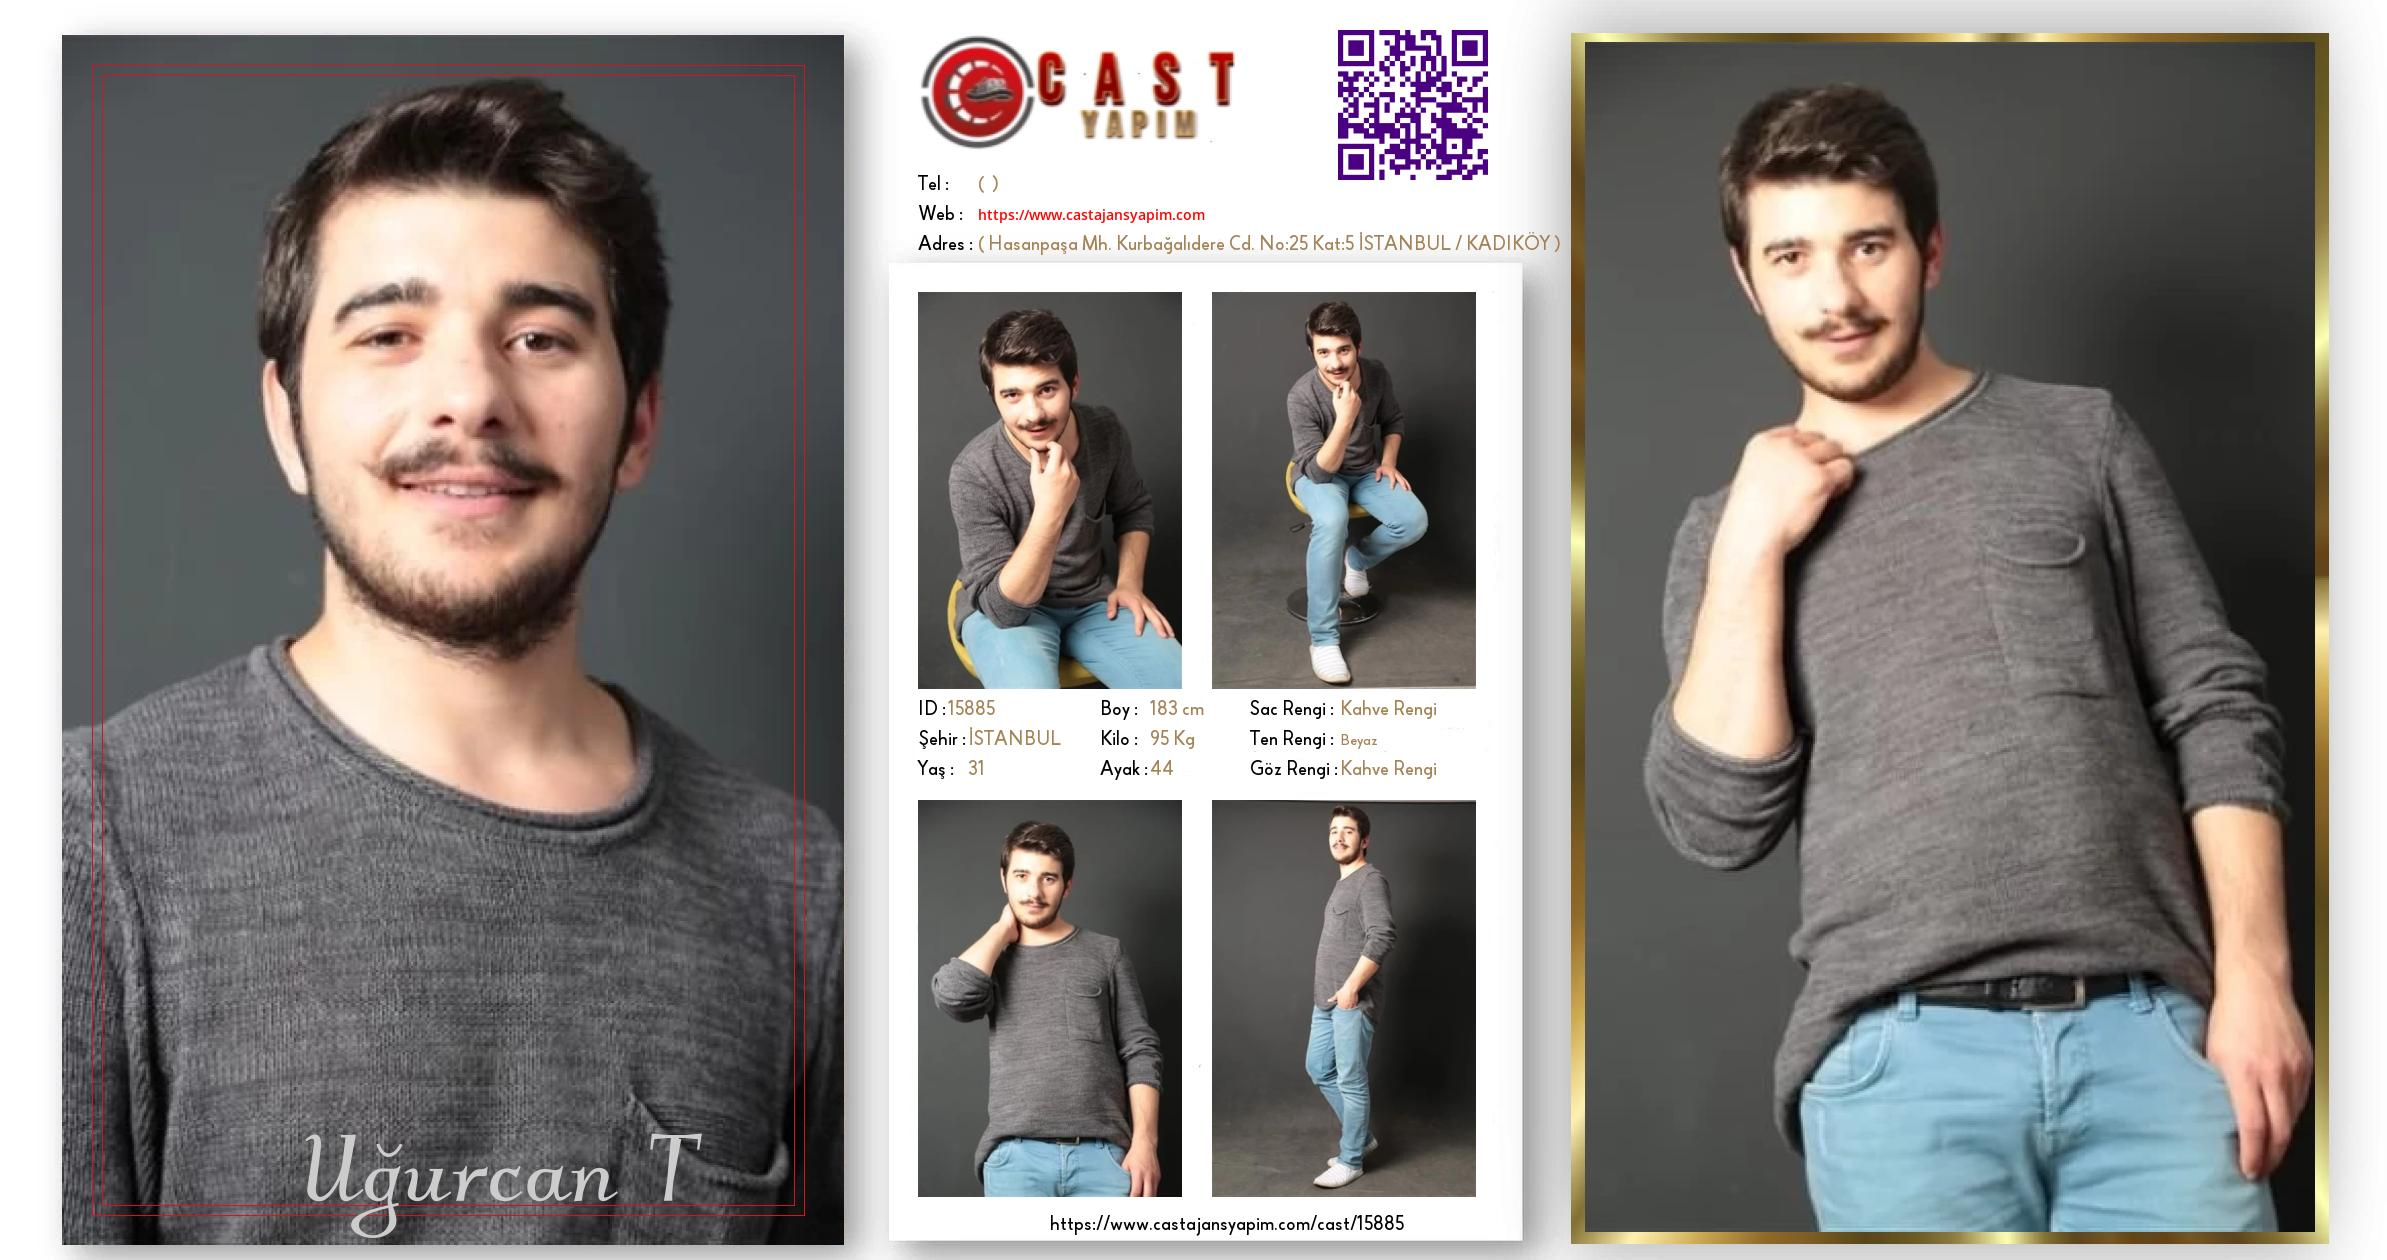 Uğurcan T
CAST
YAPIM
Tel : ( )
Web : https://www.castajansyapim.com
Adres : ( Hasanpaşa Mh. Kurbağalıdere Cd. No:25 Kat:5 İSTANBUL / KADIKÖY )
ID : 15885 Boy : 183 cm Sac Rengi : Kahve Rengi
Şehir : İSTANBUL Kilo : 95 Kg Ten Rengi : Beyaz
Yaş : 31 Ayak : 44 Göz Rengi : Kahve Rengi
https://www.castajansyapim.com/cast/15885